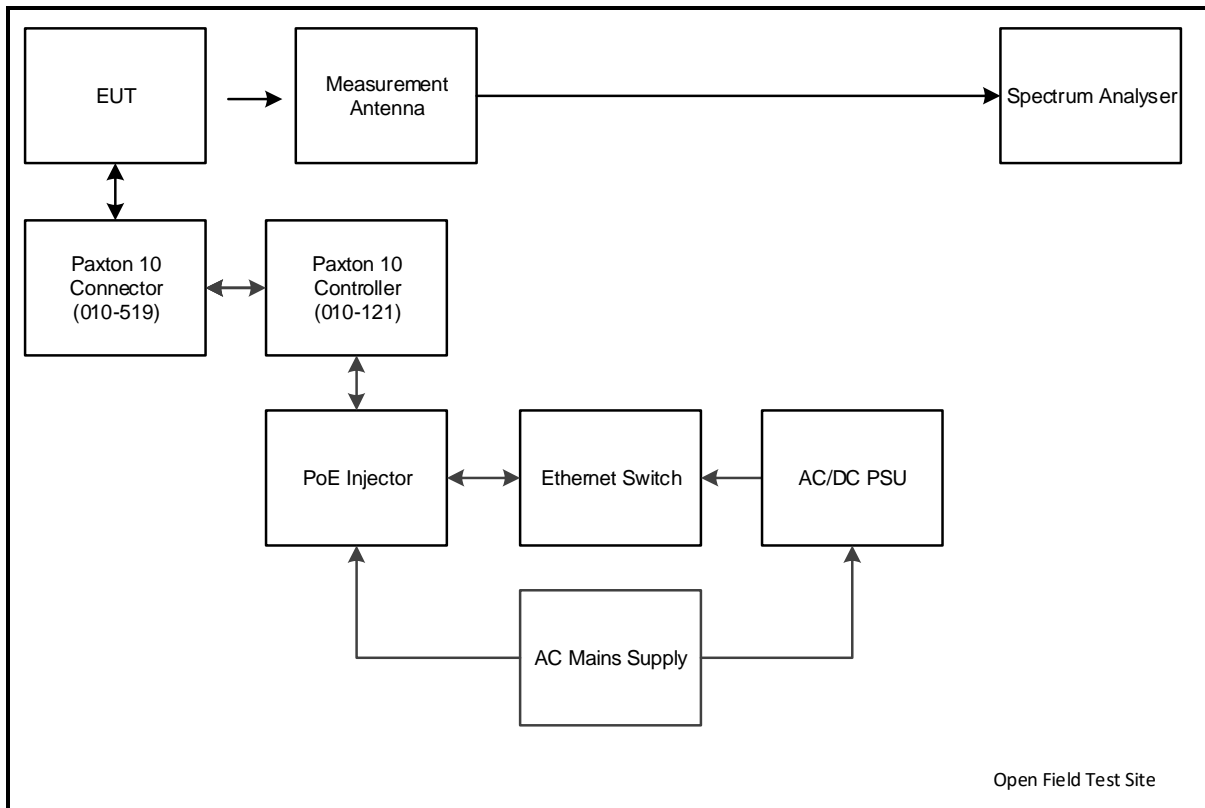 EUT
Measurement
Antenna
Spectrum Analyser
Paxton 10
Connector
(010-519)
Paxton 10
Controller
(010-121)
PoE Injector
Ethernet Switch
AC/DC PSU
AC Mains Supply
Open Field Test Site